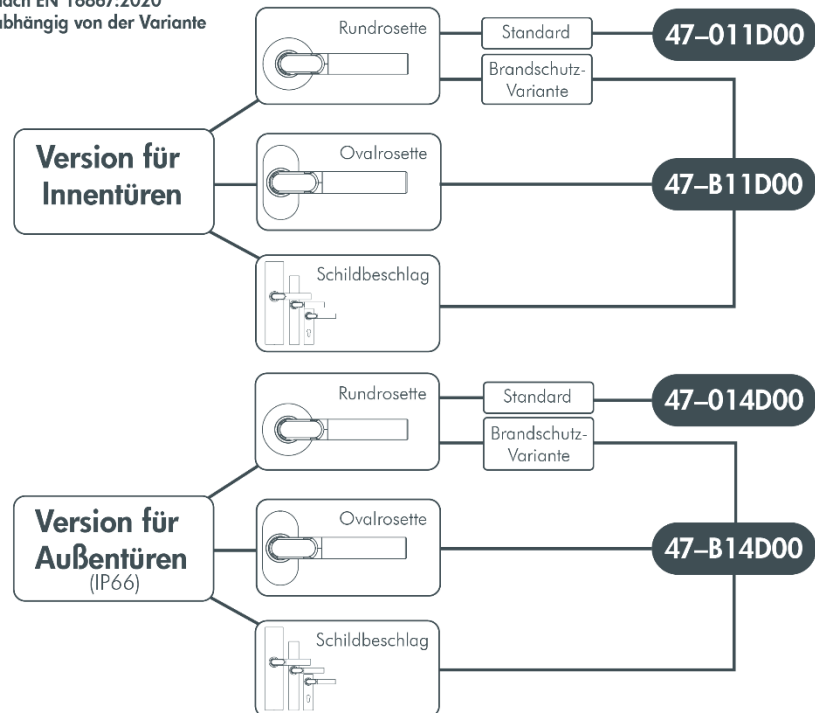 nach EN 16867:2020
abhängig von der Variante
Rundrosette
Standard
47–011D00
Brandschutz-
Variante
Version für
Innentüren
Ovalrosette
47–B11D00
Schildbeschlag
Rundrosette
Standard
47–014D00
Brandschutz-
Variante
Version für
Außentüren
(IP66)
Ovalrosette
47–B14D00
Schildbeschlag